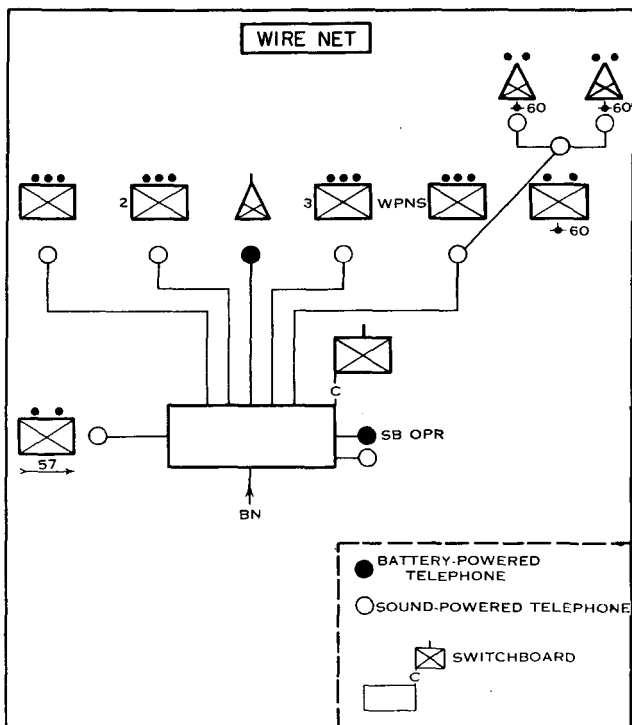 WIRE NET
60
60
2
3
WPNS
60
C
SB OPR
57
BN
BATTERY-POWERED
TELEPHONE
SOUND-POWERED TELEPHONE
SWITCHBOARD
C